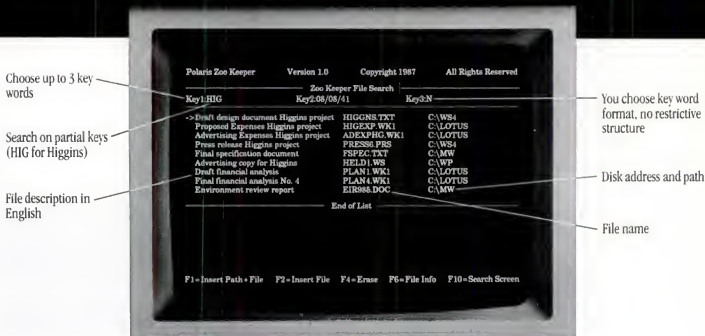 Polaris Zoo Keeper Version 1.0 Copyright 1987 All Rights Reserved
Zoo Keeper File Search
Key1:HIG Key2:08/08/41 Key3:N
->Draft design document Higgins project HIGGNS.TXT C:\WS4
Proposed Expenses Higgins project HIGEXP.WK1 C:\LOTUS
Advertising Expenses Higgins project ADEXPHG.WK1 C:\LOTUS
Press release Higgins project PRESS6.PRS C:\WS4
Final specification document FSPEC.TXT C:\MW
Advertising copy for Higgins HELD1.WS C:\WP
Draft financial analysis PLAN1.WK1 C:\LOTUS
Final financial analysis No. 4 PLAN4.WK1 C:\LOTUS
Environment review report EIR988.DOC C:\MW
End of List
F1=Insert Path+File F2=Insert File F4=Erase F6=File Info F10=Search Screen
Choose up to 3 key
words
Search on partial keys
(HIG for Higgins)
File description in
English
You choose key word
format, no restrictive
structure
Disk address and path
File name